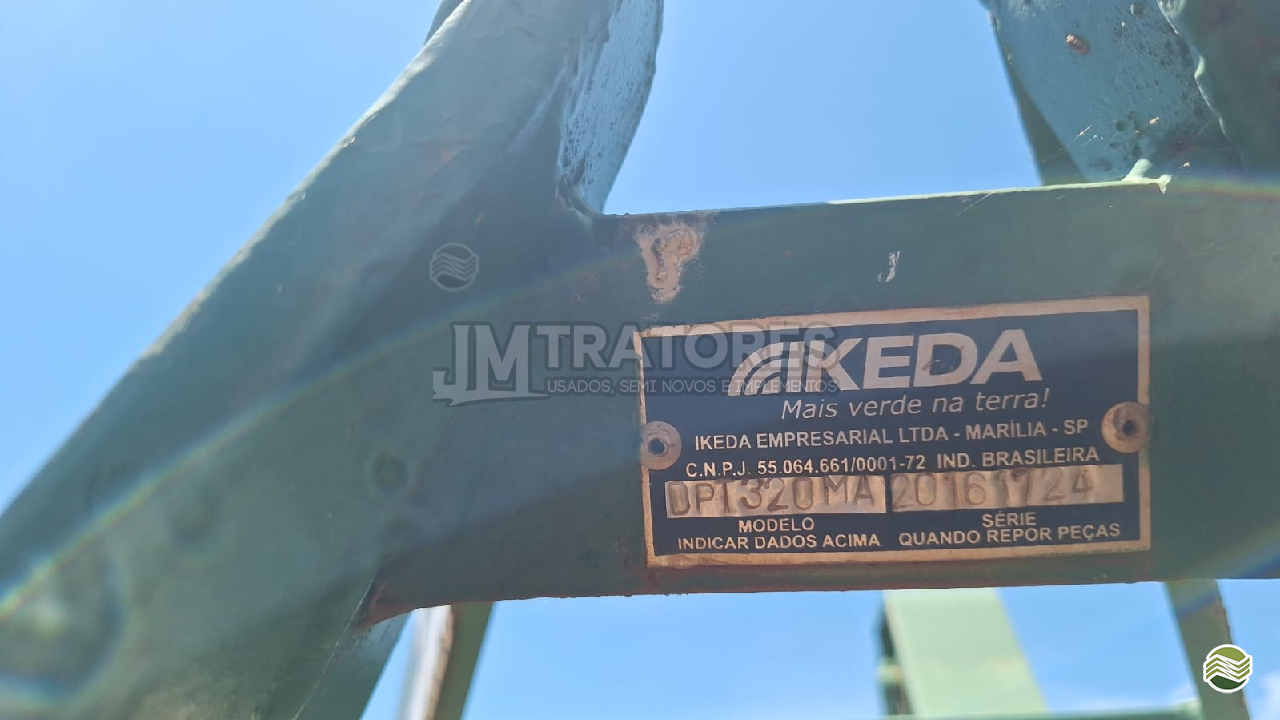 JM TRATORES
USADOS, SEMI NOVOS E IMPLEMENTOS
IKEDA
Mais verde na terra!
IKEDA EMPRESARIAL LTDA - MARÍLIA - SP
C.N.P.J. 55.064.661/0001-72 IND. BRASILEIRA
DPT320MA 20161724
MODELO SÉRIE
INDICAR DADOS ACIMA QUANDO REPOR PEÇAS